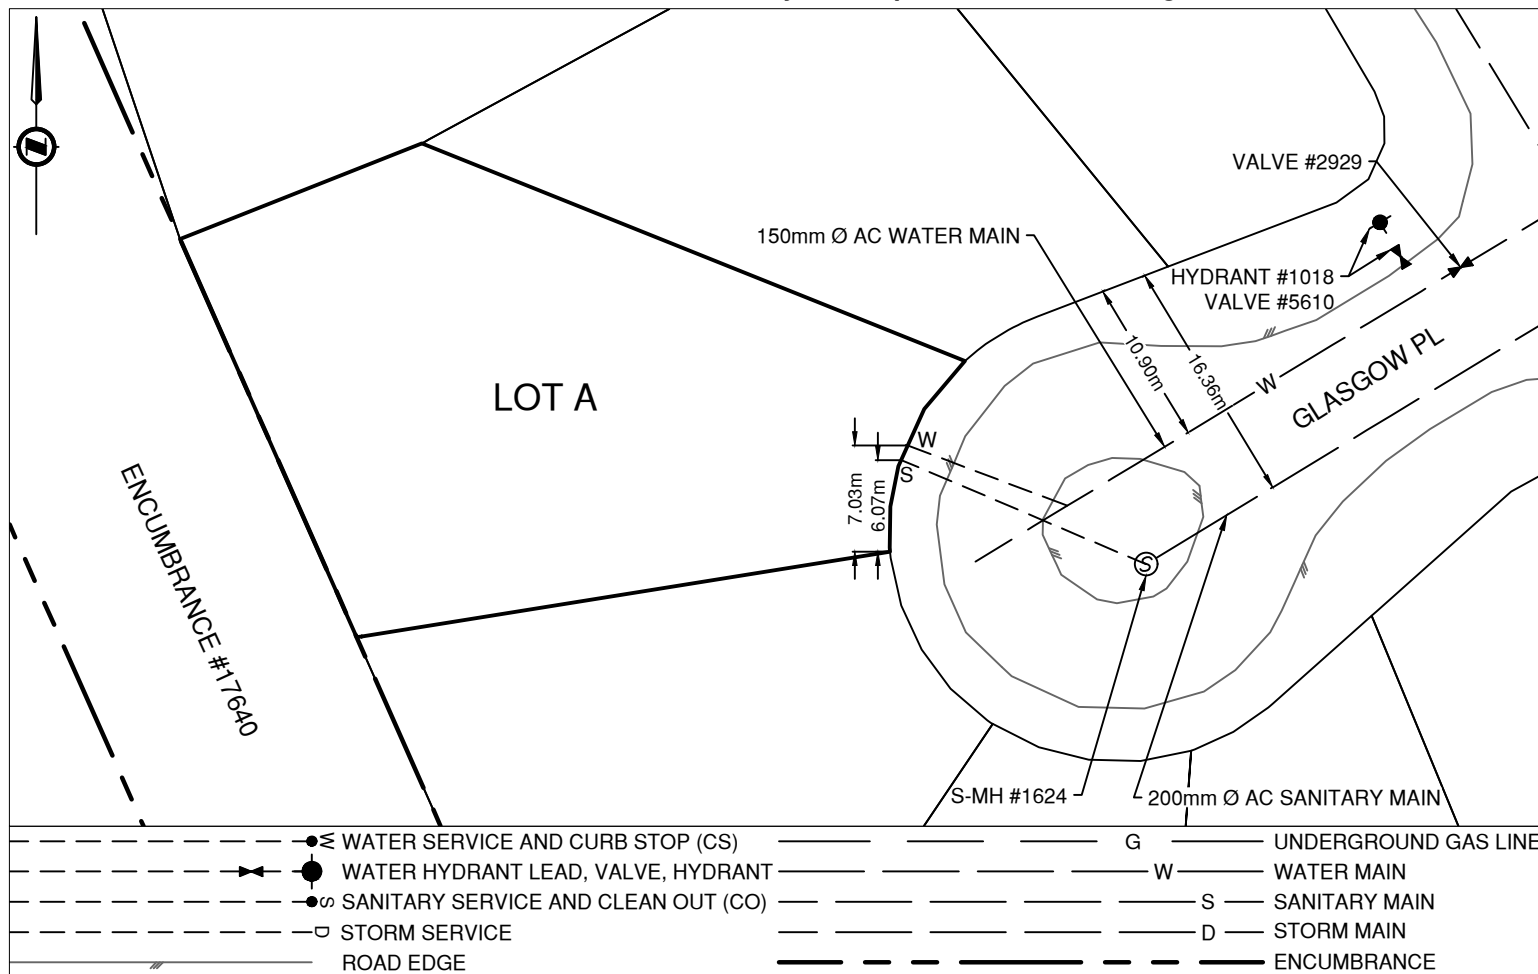 VALVE #2929
150mm Ø AC WATER MAIN
HYDRANT #1018
VALVE #5610
10.90m
16.36m
W
GLASGOW PL
LOT A
W
S
7.03m
6.07m
S
ENCUMBRANCE #17640
S-MH #1624
200mm Ø AC SANITARY MAIN
W WATER SERVICE AND CURB STOP (CS)
WATER HYDRANT LEAD, VALVE, HYDRANT
S SANITARY SERVICE AND CLEAN OUT (CO)
D STORM SERVICE
ROAD EDGE
G UNDERGROUND GAS LINE
W WATER MAIN
S SANITARY MAIN
D STORM MAIN
ENCUMBRANCE